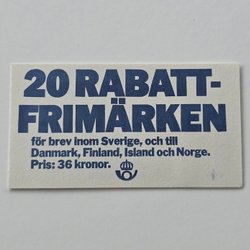 20 RABATT-
FRIMÄRKEN
för brev inom Sverige, och till
Danmark, Finland, Island och Norge.
Pris: 36 kronor.